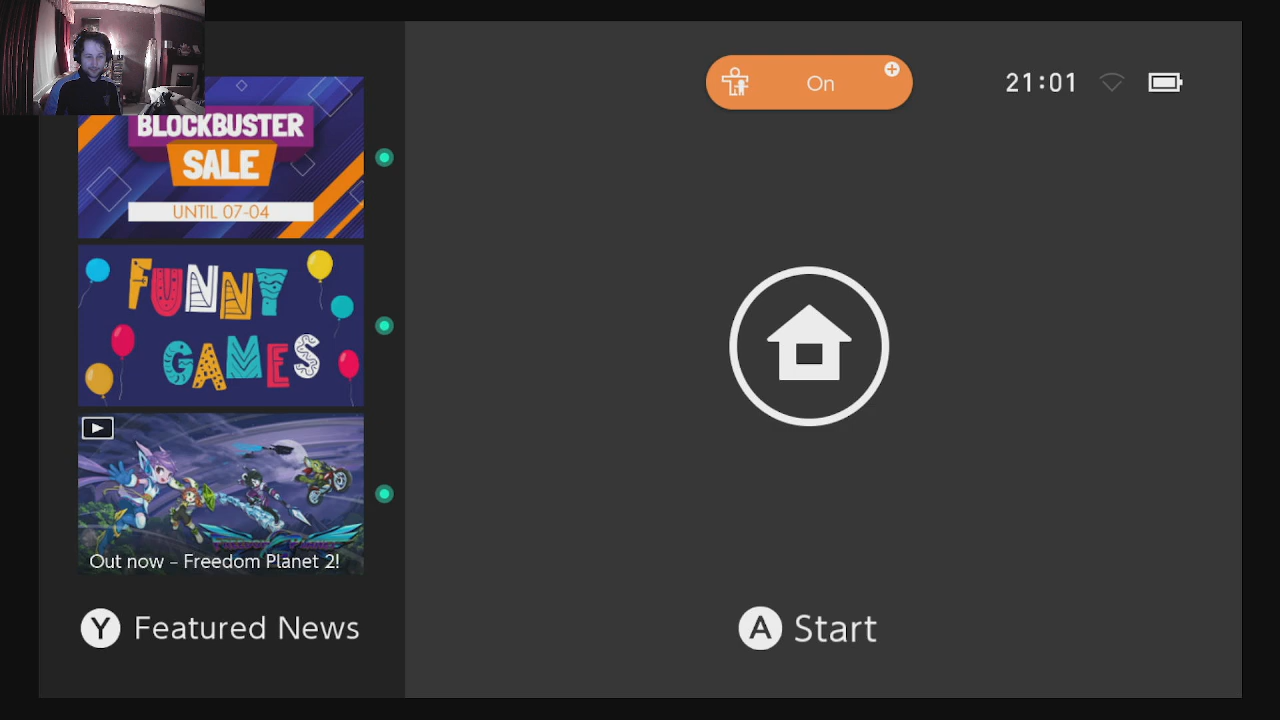 On
21:01
BLOCKBUSTER
SALE
UNTIL 07-04
FUNNY
GAMES
Out now – Freedom Planet 2!
Y Featured News
A Start